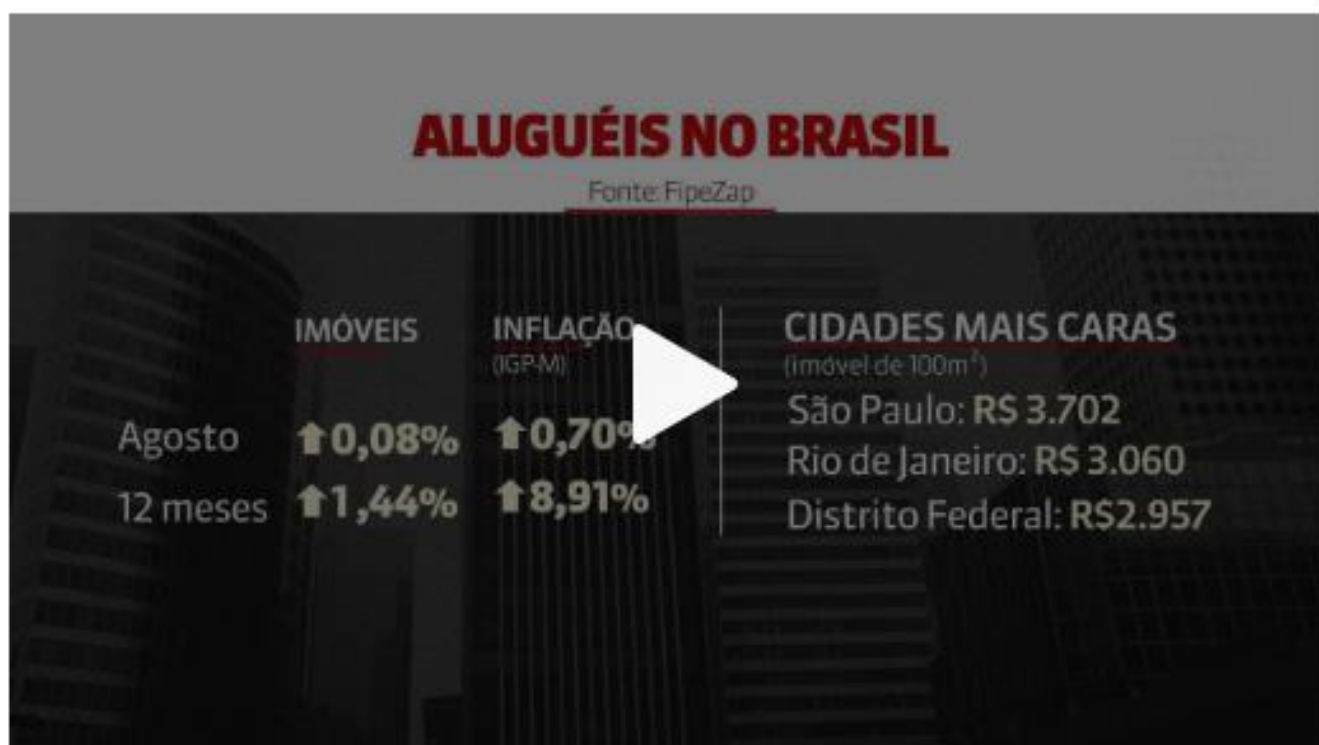 ALUGUÉIS NO BRASIL
Fonte: FipeZap
IMÓVEIS INFLAÇÃO
(IGP-M)
Agosto 0,08% 0,70%
12 meses 1,44% 8,91%
CIDADES MAIS CARAS
(imóvel de 100m²)
São Paulo: R$ 3.702
Rio de Janeiro: R$ 3.060
Distrito Federal: R$2.957